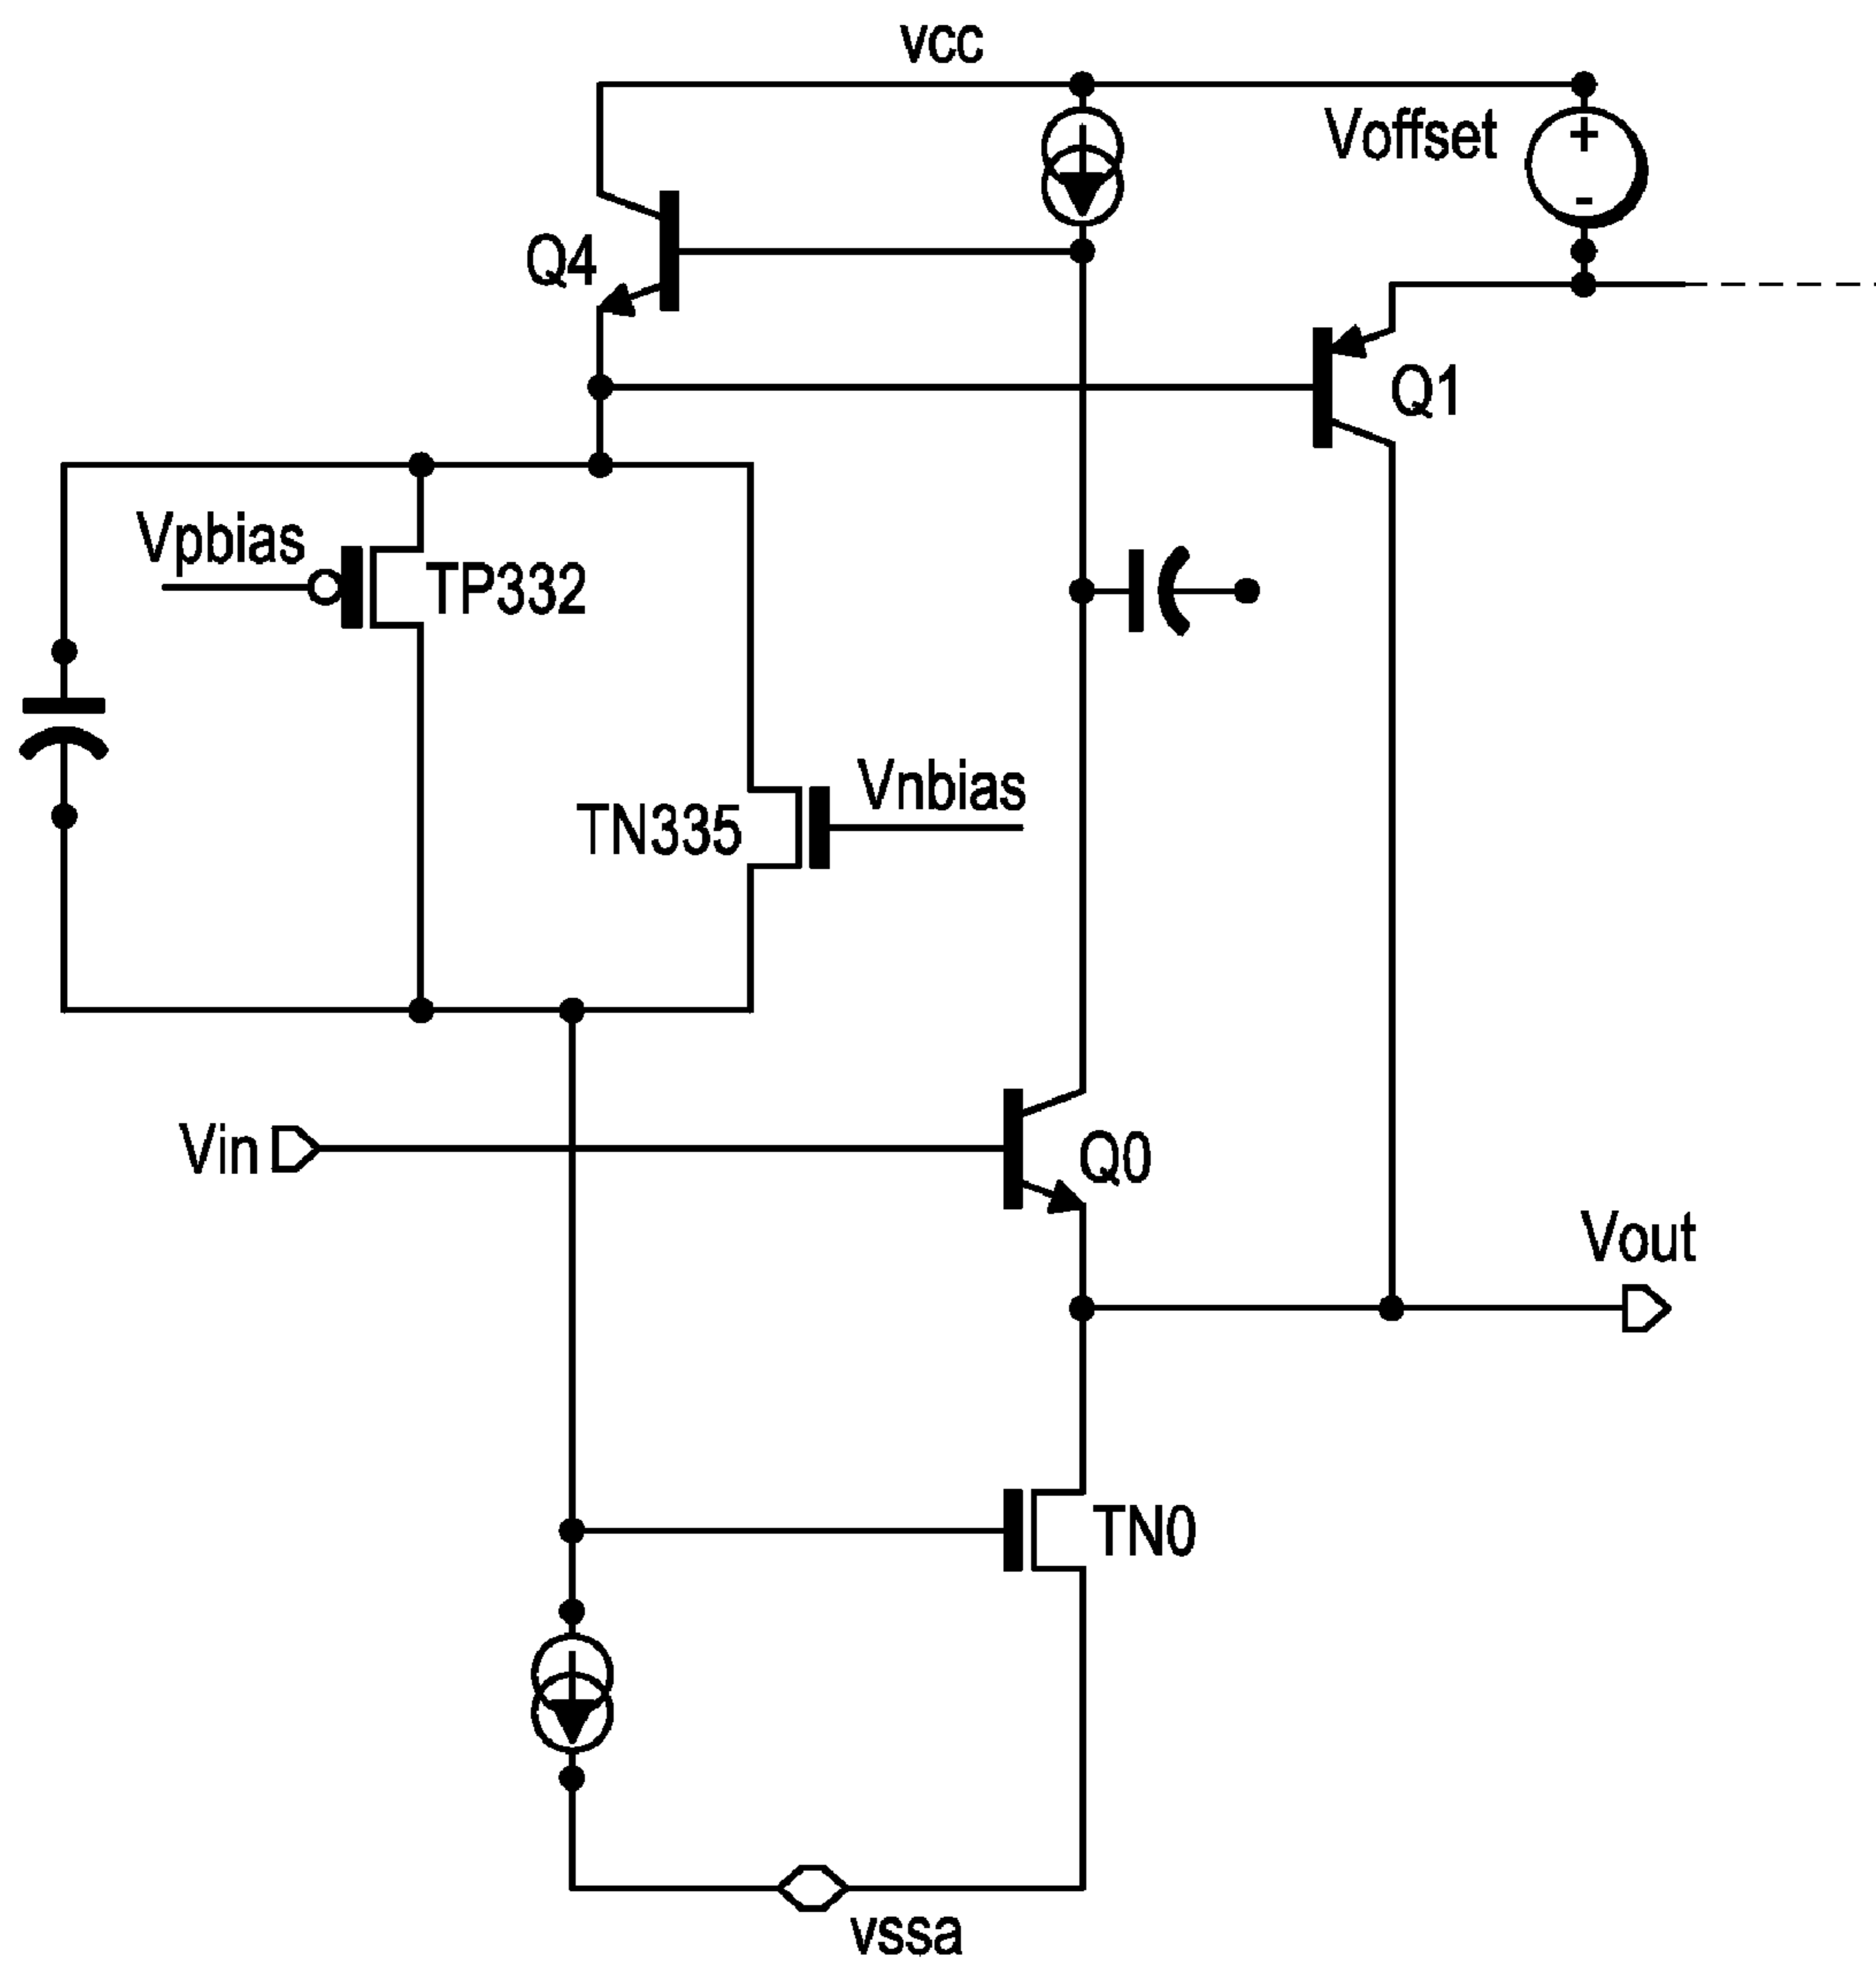 vcc
Voffset
+
-
Q4
Q1
Vpbias
TP332
Vnbias
TN335
Vin
Q0
Vout
TN0
vssa